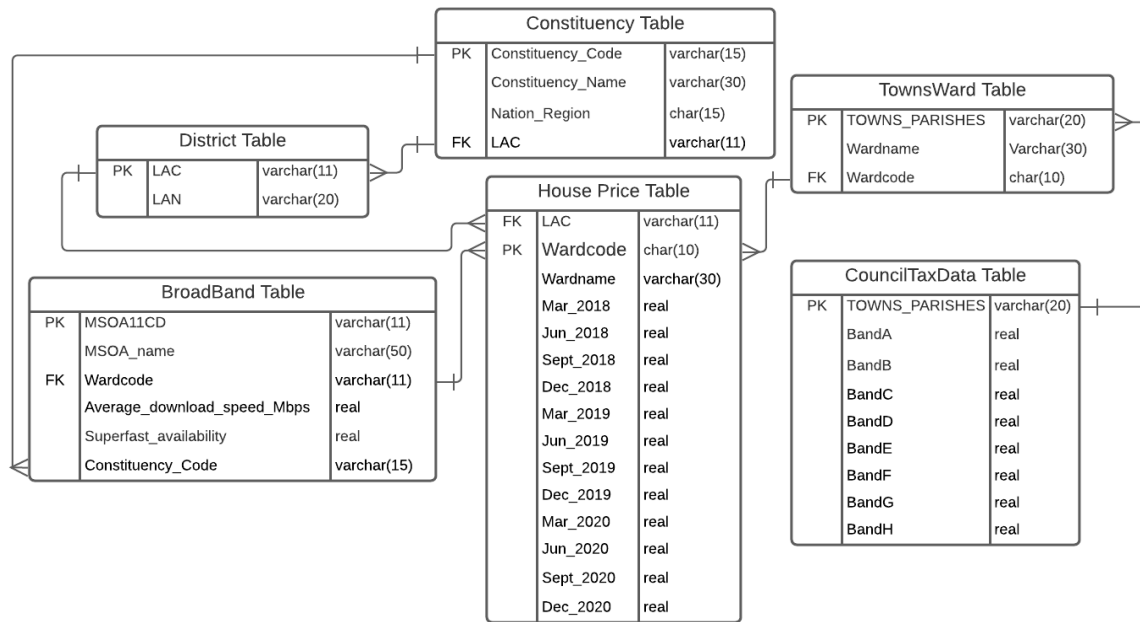 Constituency Table
PK Constituency_Code varchar(15)
Constituency_Name varchar(30)
Nation_Region char(15)
FK LAC varchar(11)
TownsWard Table
PK TOWNS_PARISHES varchar(20)
Wardname Varchar(30)
FK Wardcode char(10)
District Table
PK LAC varchar(11)
LAN varchar(20)
House Price Table
FK LAC varchar(11)
PK Wardcode char(10)
Wardname varchar(30)
Mar_2018 real
Jun_2018 real
Sept_2018 real
Dec_2018 real
Mar_2019 real
Jun_2019 real
Sept_2019 real
Dec_2019 real
Mar_2020 real
Jun_2020 real
Sept_2020 real
Dec_2020 real
BroadBand Table
PK MSOA11CD varchar(11)
MSOA_name varchar(50)
FK Wardcode varchar(11)
Average_download_speed_Mbps real
Superfast_availability real
Constituency_Code varchar(15)
CouncilTaxData Table
PK TOWNS_PARISHES varchar(20)
BandA real
BandB real
BandC real
BandD real
BandE real
BandF real
BandG real
BandH real